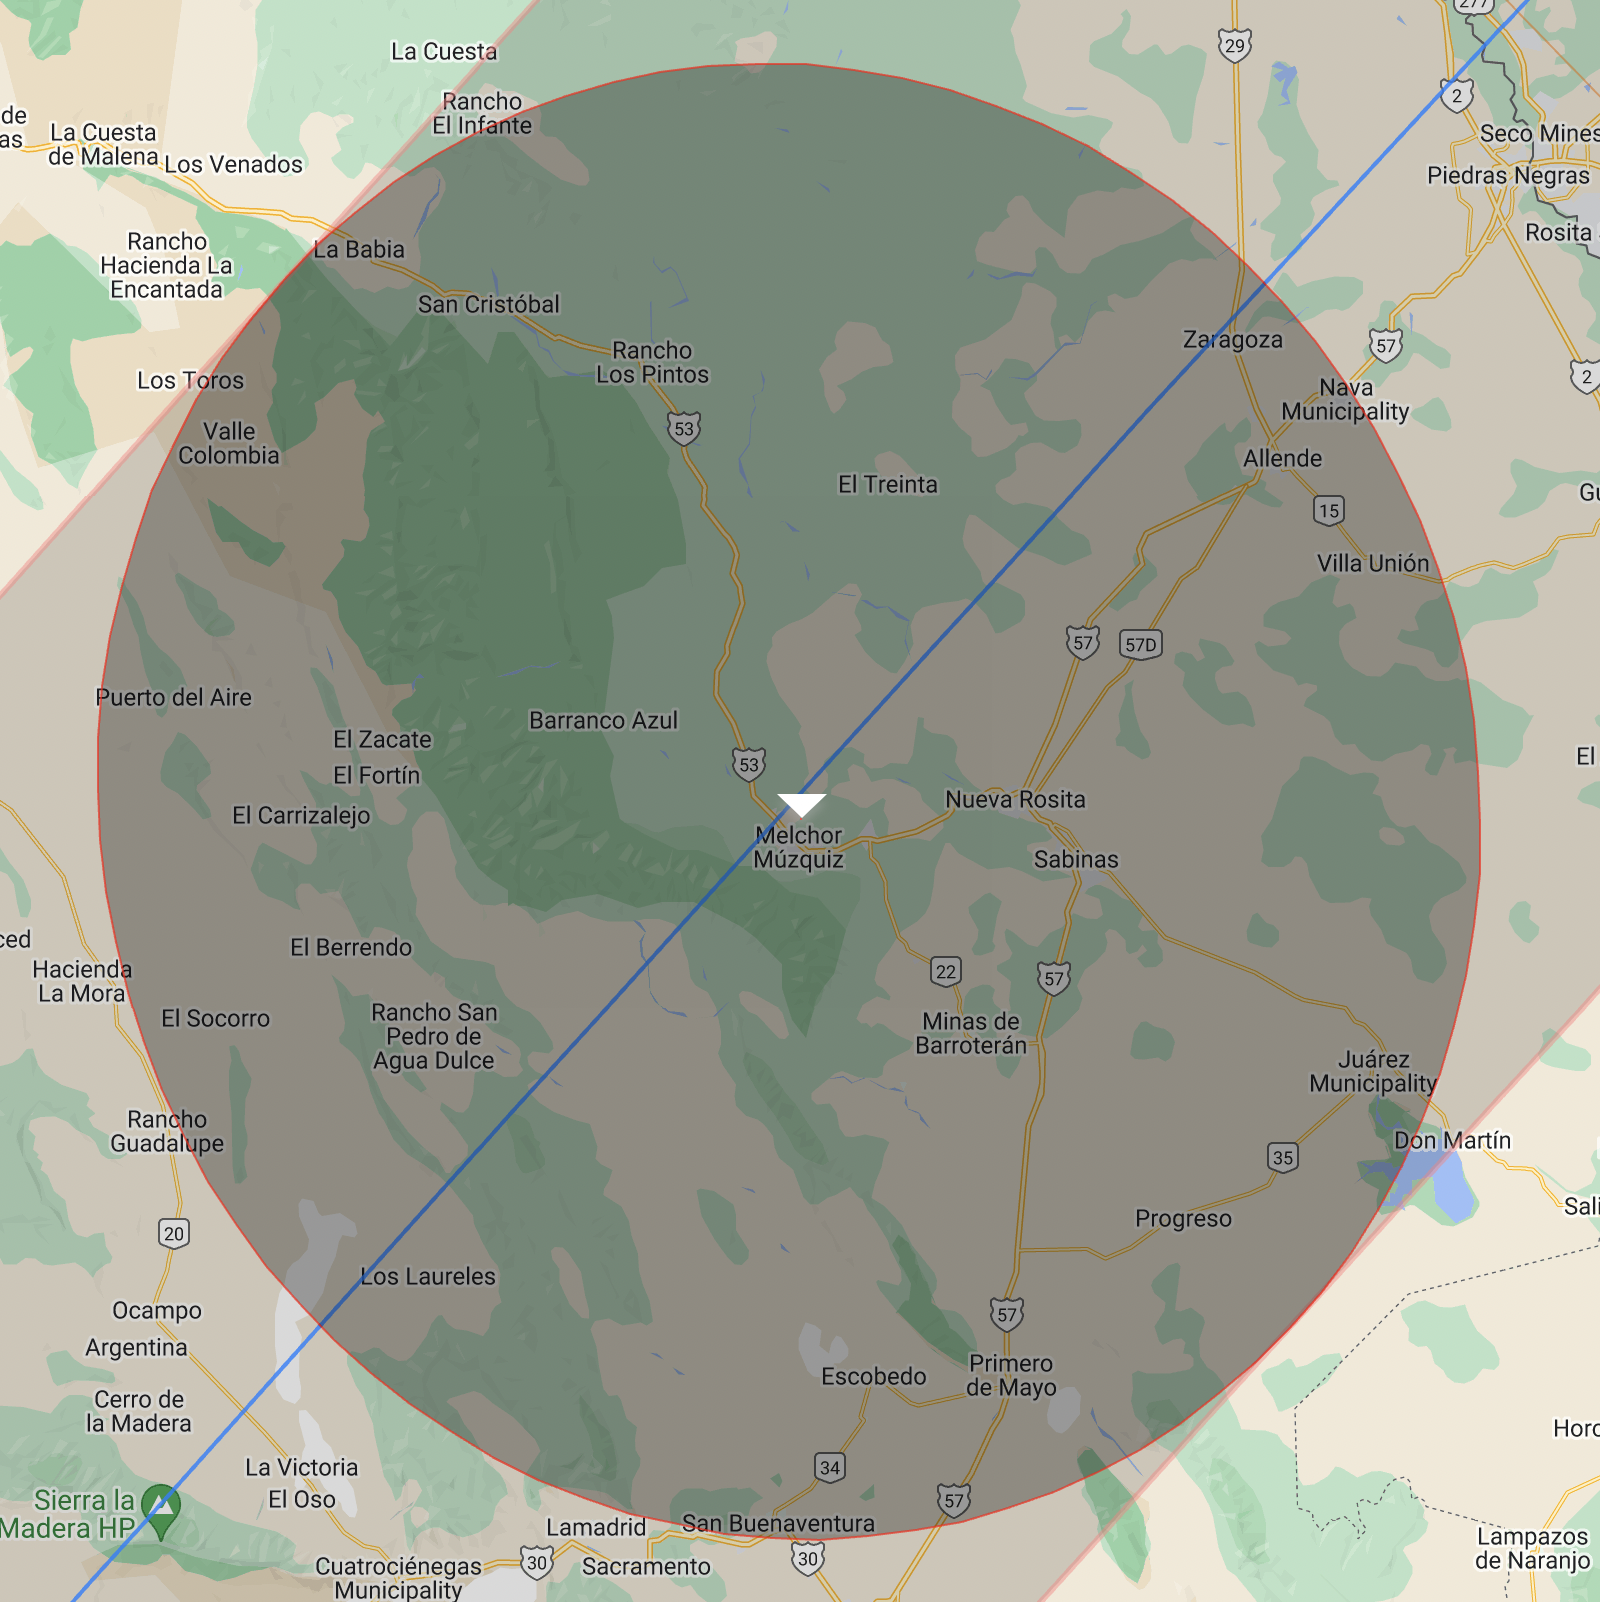 277
La Cuesta
29
Rancho
El Infante
2
de
as
La Cuesta
de Malena
Los Venados
Seco Mines
Piedras Negras
Rancho
Hacienda La
Encantada
La Babia
Rosita
San Cristóbal
Zaragoza
57
Rancho
Los Pintos
Los Toros
2
Nava
Municipality
53
Valle
Colombia
Allende
El Treinta
Gu
15
Villa Unión
57
57D
Puerto del Aire
Barranco Azul
El Zacate
53
El
El Fortín
Nueva Rosita
El Carrizalejo
Melchor
Múzquiz
Sabinas
ced
El Berrendo
Hacienda
La Mora
22
57
El Socorro
Rancho San
Pedro de
Agua Dulce
Minas de
Barroterán
Juárez
Municipality
Rancho
Guadalupe
Don Martín
35
Sali
20
Progreso
Los Laureles
Ocampo
57
Argentina
Primero
de Mayo
Escobedo
Cerro de
la Madera
Horc
La Victoria
34
El Oso
Sierra la
Madera HP
57
San Buenaventura
Lamadrid
Lampazos
de Naranjo
30
30
Sacramento
Cuatrociénegas
Municipality